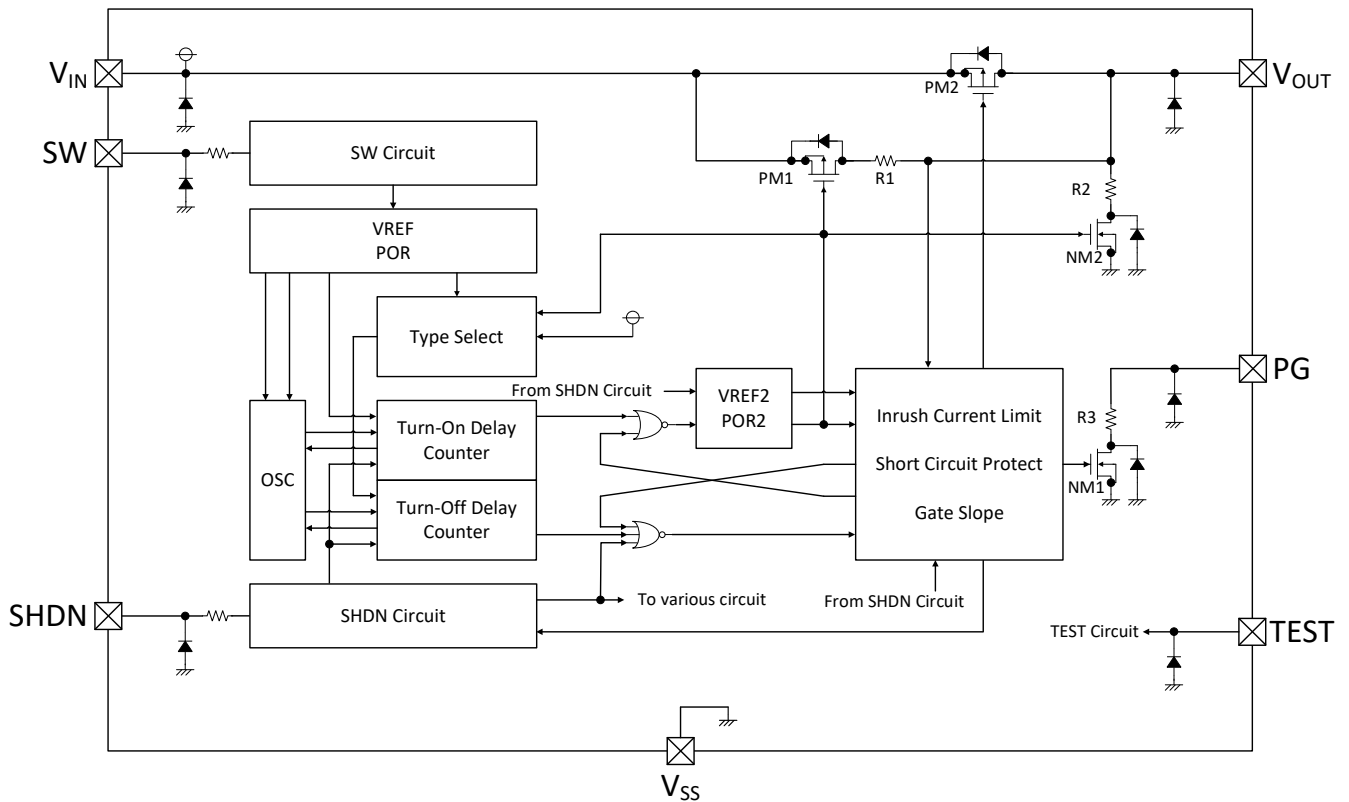 VIN
VOUT
PM2
SW
SW Circuit
PM1
R1
R2
VREF
POR
NM2
Type Select
From SHDN Circuit
VREF2
POR2
PG
Inrush Current Limit
R3
Turn-On Delay
Counter
OSC
Short Circuit Protect
NM1
Turn-Off Delay
Counter
Gate Slope
SHDN
SHDN Circuit
To various circuit
From SHDN Circuit
TEST Circuit
TEST
VSS